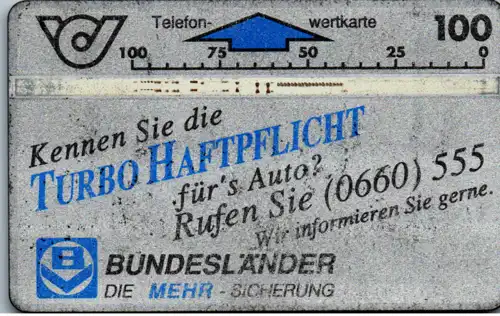 Telefon- wertkarte 100
100 75 50 25 0
Kennen Sie die
TURBO HAFTPFLICHT
für's Auto?
Rufen Sie (0660) 555
Wir informieren Sie gerne.
B
BUNDESLÄNDER
DIE MEHR - SICHERUNG